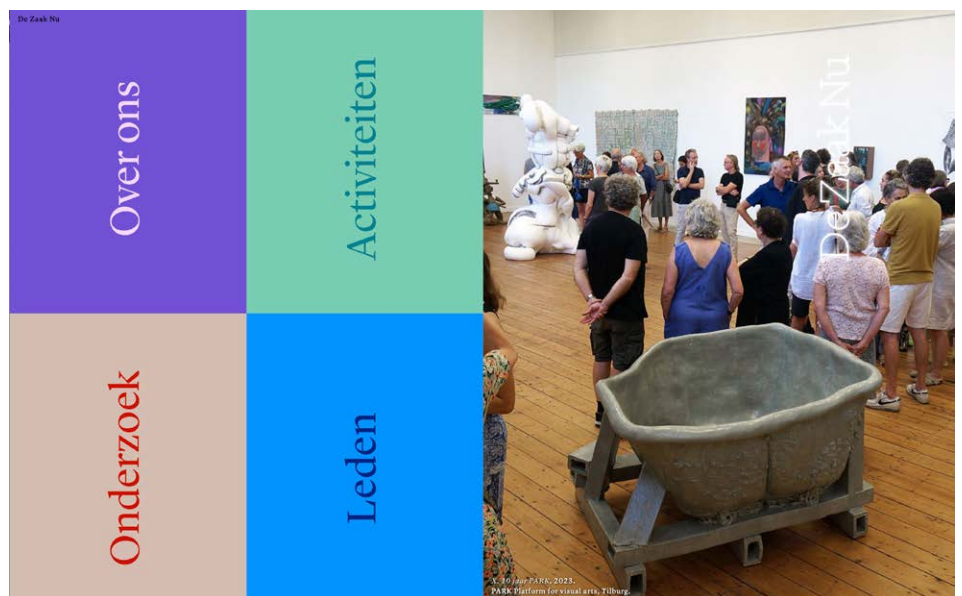 De Zaak Nu
Over ons
Activiteiten
Onderzoek
Leden
De Zaak Nu
X, 10 jaar PARK, 2023.
PARK Platform for visual arts, Tilburg.